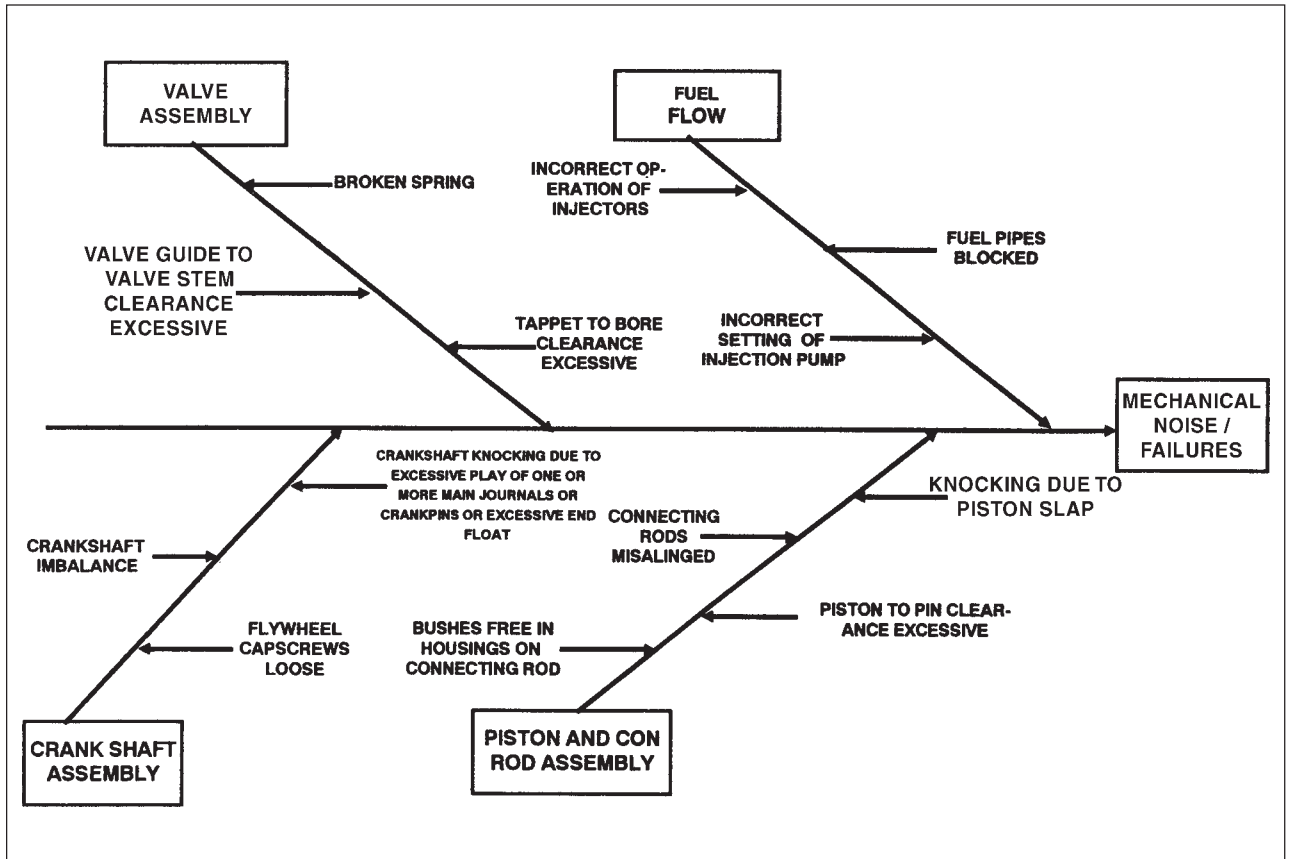 VALVE
ASSEMBLY
FUEL
FLOW
BROKEN SPRING
INCORRECT OP-
ERATION OF
INJECTORS
VALVE GUIDE TO
VALVE STEM
CLEARANCE
EXCESSIVE
FUEL PIPES
BLOCKED
TAPPET TO BORE
CLEARANCE
EXCESSIVE
INCORRECT
SETTING OF
INJECTION PUMP
MECHANICAL
NOISE /
FAILURES
CRANKSHAFT KNOCKING DUE TO
EXCESSIVE PLAY OF ONE OR
MORE MAIN JOURNALS OR
CRANKPINS OR EXCESSIVE END
FLOAT
KNOCKING DUE TO
PISTON SLAP
CONNECTING
RODS
MISALINGED
CRANKSHAFT
IMBALANCE
PISTON TO PIN CLEAR-
ANCE EXCESSIVE
FLYWHEEL
CAPSCREWS
LOOSE
BUSHES FREE IN
HOUSINGS ON
CONNECTING ROD
CRANK SHAFT
ASSEMBLY
PISTON AND CON
ROD ASSEMBLY